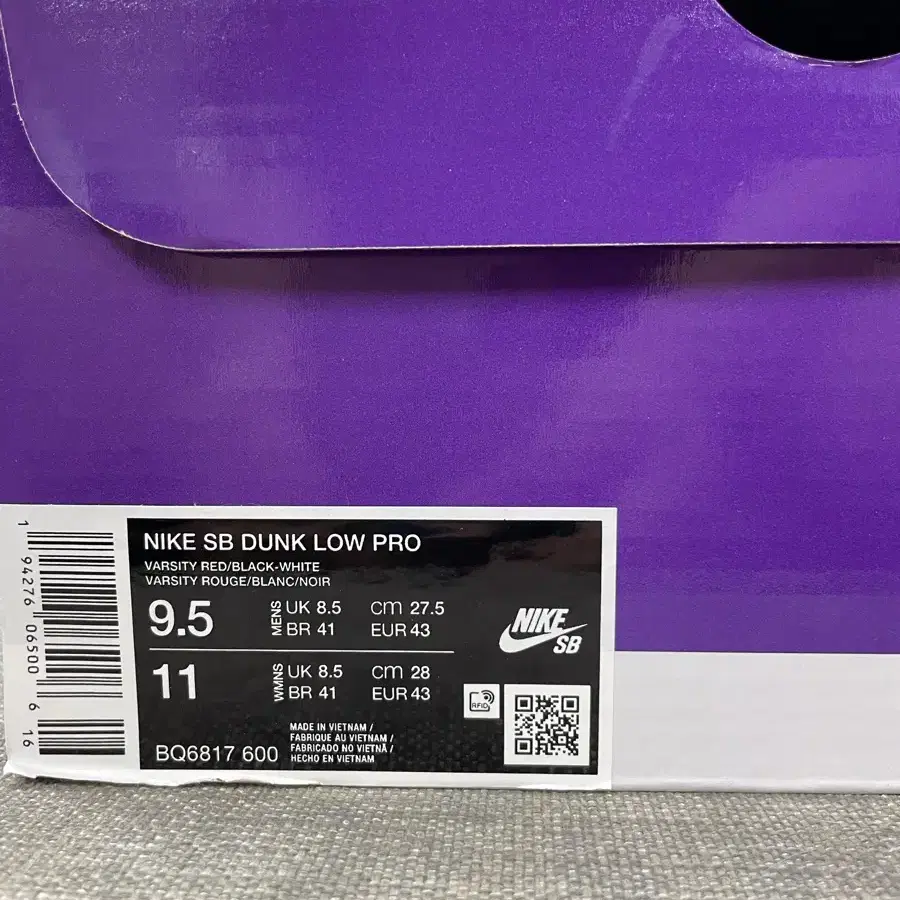 NIKE SB DUNK LOW PRO
VARSITY RED/BLACK-WHITE
VARSITY ROUGE/BLANC/NOIR
9.5 MENS UK 8.5 CM 27.5
BR 41 EUR 43
11 WMNS UK 8.5 CM 28
BR 41 EUR 43
NIKE
SB
RFID
MADE IN VIETNAM /
FABRIQUE AU VIETNAM /
FABRICADO NO VIETNÃ /
HECHO EN VIETNAM
BQ6817 600
1 94276 06500 6 16